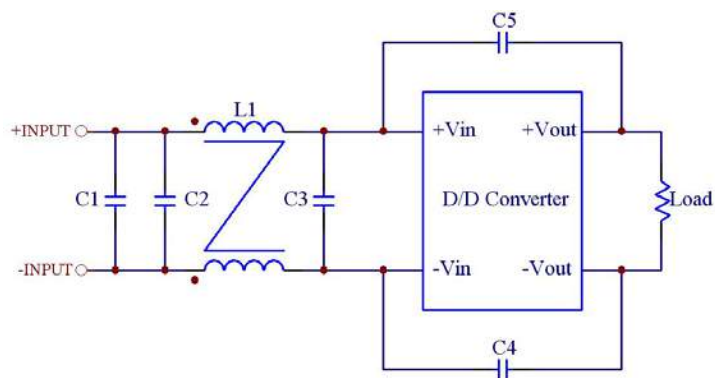 C5
L1
+INPUT
+Vin
+Vout
C1
C2
C3
D/D Converter
Load
-INPUT
-Vin
-Vout
C4